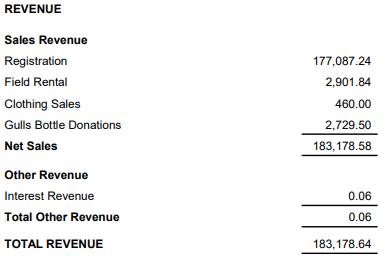 REVENUE
Sales Revenue
Registration 177,087.24
Field Rental 2,901.84
Clothing Sales 460.00
Gulls Bottle Donations 2,729.50
Net Sales 183,178.58
Other Revenue
Interest Revenue 0.06
Total Other Revenue 0.06
TOTAL REVENUE 183,178.64